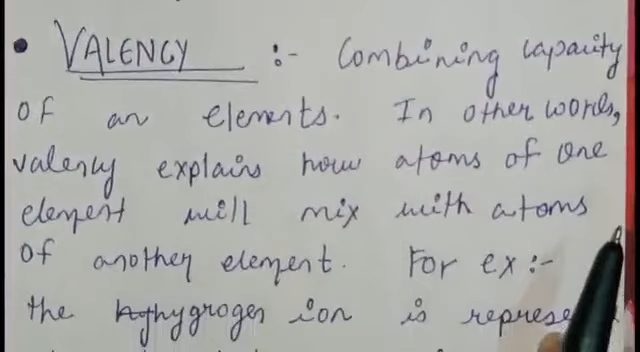 • VALENCY :- Combining capacity
of an elements. In other words,
valency explains how atoms of one
element will mix with atoms
of another element. For ex:-
the hygrogen ion is represe